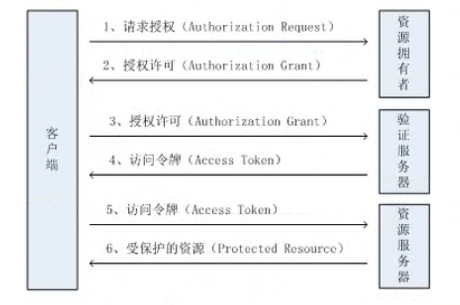 1、请求授权（Authorization Request)
资源拥有者
2、授权许可（Authorization Grant)
客户端
3、授权许可（Authorization Grant)
验证服务器
4、访问令牌（Access Token)
5、访问令牌（Access Token)
资源服务器
6、受保护的资源（Protected Resource)